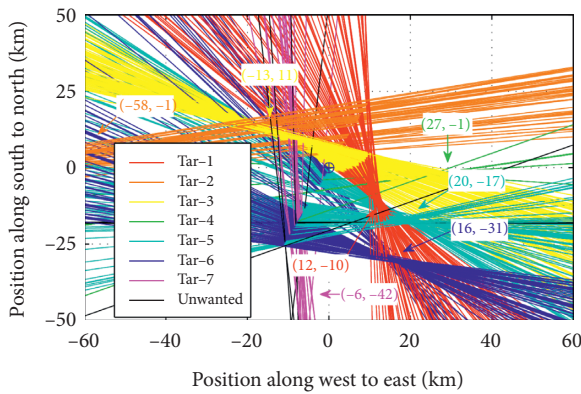 Position along south to north (km)
50
25
0
−25
−50
(–13, 11)
(–58, –1)
(27, –1)
(20, –17)
(16, –31)
(12, –10)
(–6, –42)
Tar–1
Tar–2
Tar–3
Tar–4
Tar–5
Tar–6
Tar–7
Unwanted
−60 −40 −20 0 20 40 60
Position along west to east (km)